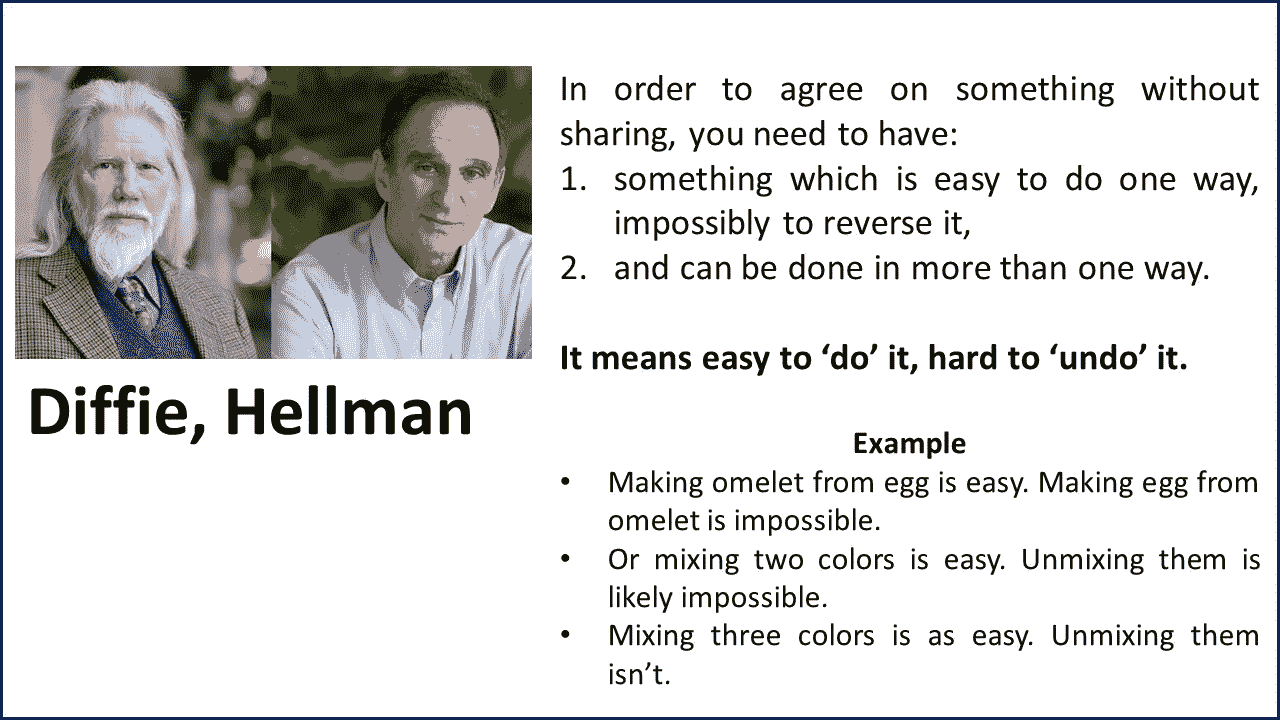 In order to agree on something without
sharing, you need to have:
1. something which is easy to do one way,
impossibly to reverse it,
2. and can be done in more than one way.
It means easy to ‘do’ it, hard to ‘undo’ it.
Diffie, Hellman
Example
• Making omelet from egg is easy. Making egg from
omelet is impossible.
• Or mixing two colors is easy. Unmixing them is
likely impossible.
• Mixing three colors is as easy. Unmixing them
isn’t.